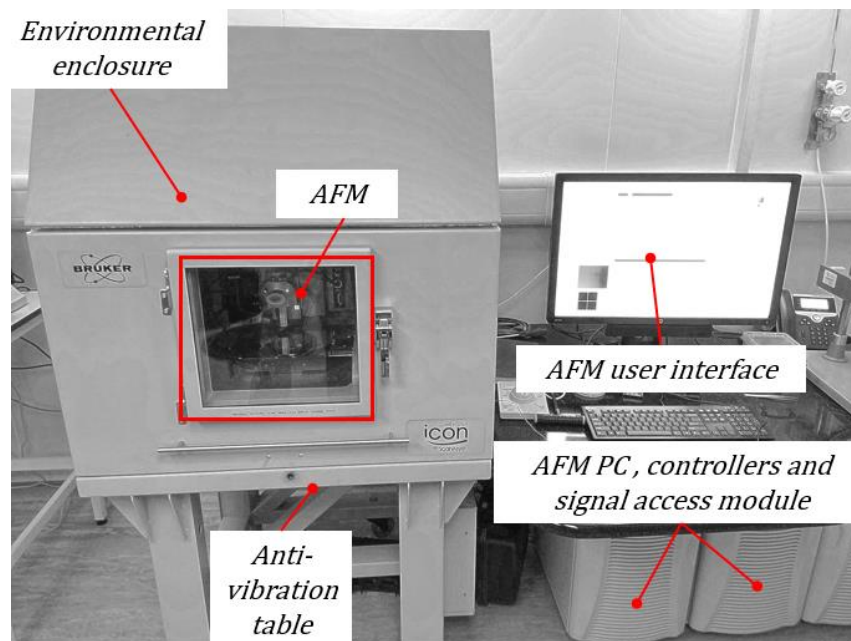 Environmental
enclosure
AFM
BRUKER
AFM user interface
icon
AFM PC , controllers and
signal access module
Anti-
vibration
table